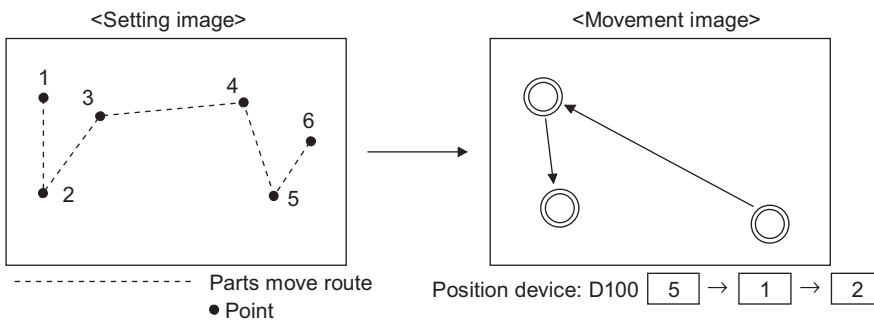 <Setting image>
1
3
4
6
2
5
Parts move route
Point
<Movement image>
Position device: D100 5 → 1 → 2